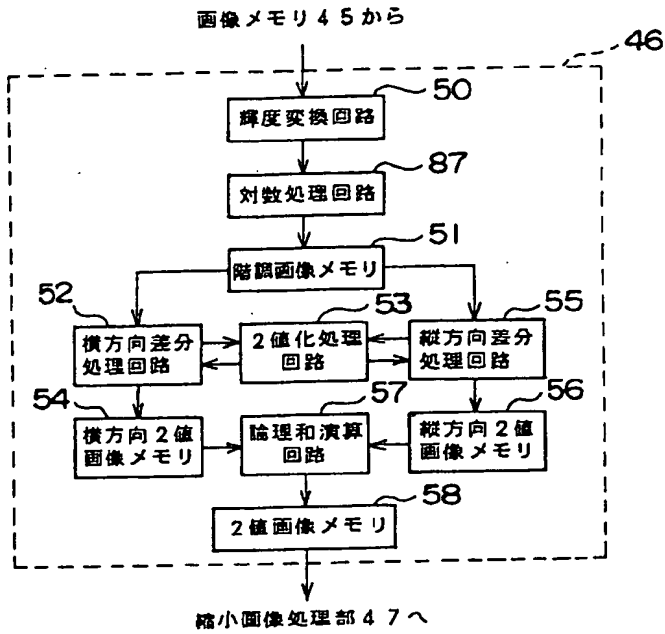 画像メモリ45から
46
50
輝度変換回路
87
対数処理回路
51
階調画像メモリ
52
横方向差分
処理回路
53
2値化処理
回路
55
縦方向差分
処理回路
54
横方向2値
画像メモリ
57
論理和演算
回路
56
縦方向2値
画像メモリ
58
2値画像メモリ
縮小画像処理部47へ